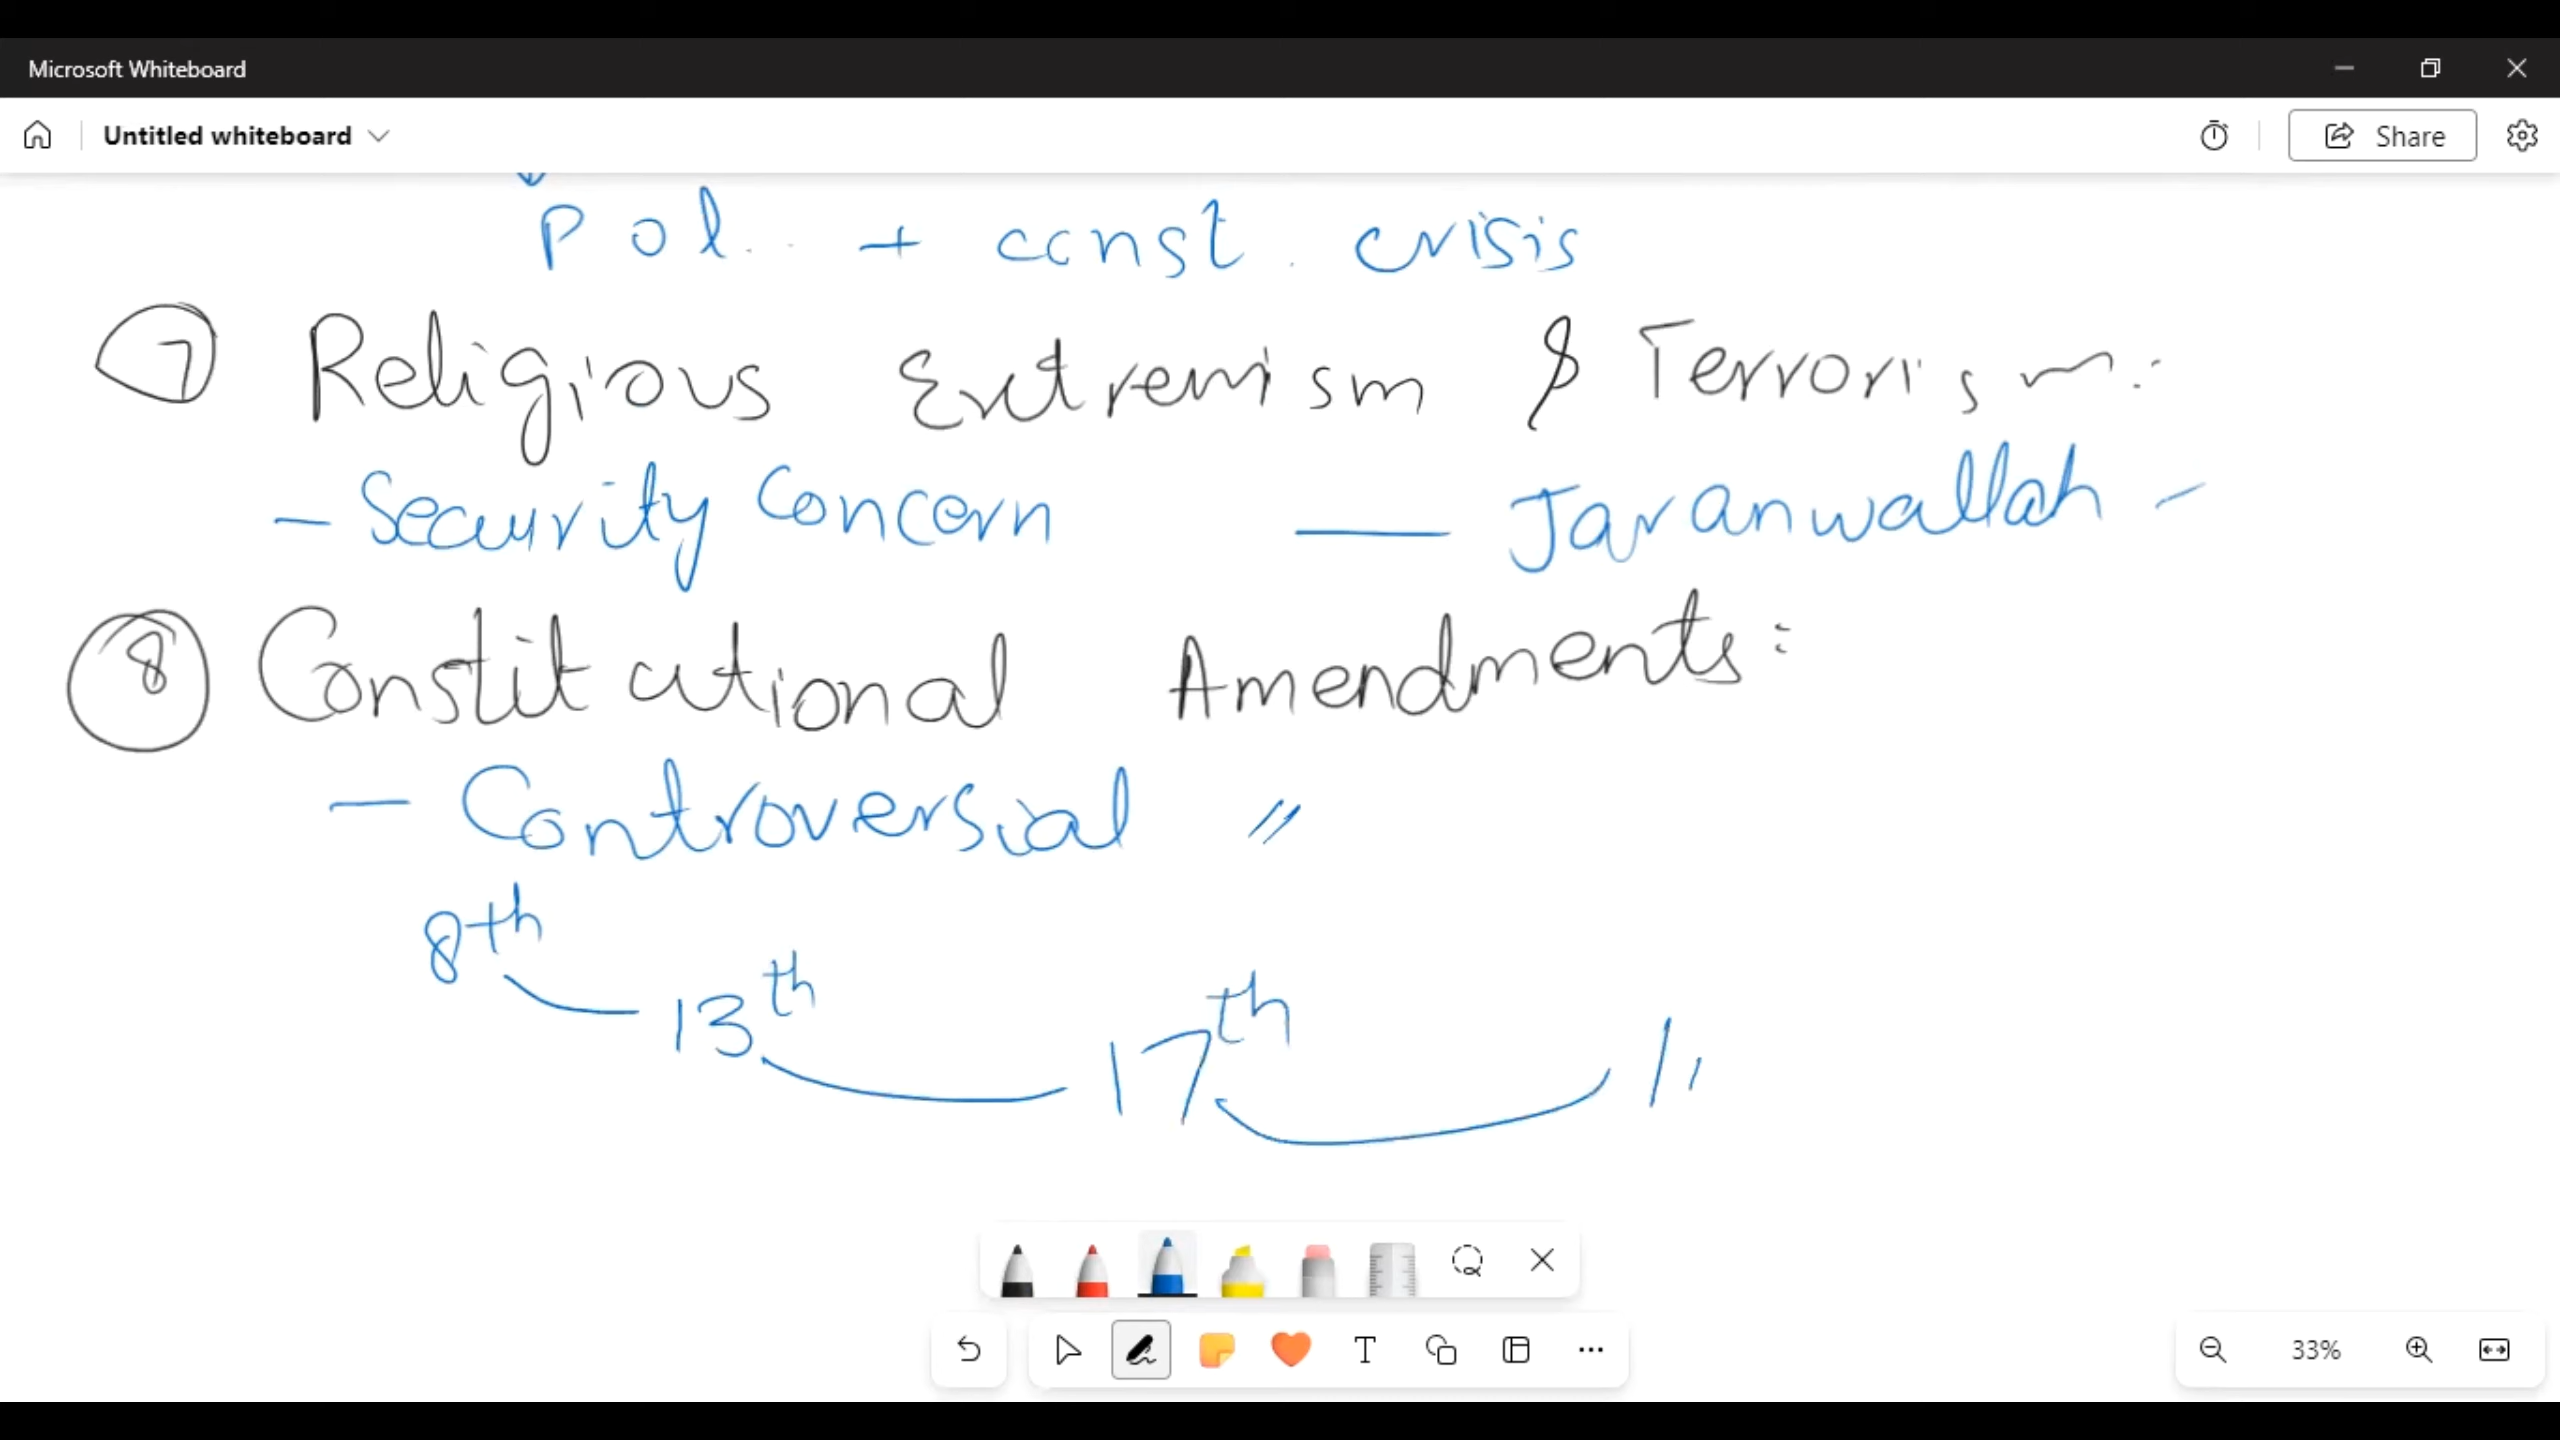 Microsoft Whiteboard
Untitled whiteboard
Share
Pol. + const. crisis
7 Religious Extremism & Terrorism:
- Security Concern — Jaranwallah -
8 Constitutional Amendments:
- Controversial "
8th
13th
17th
T
33%